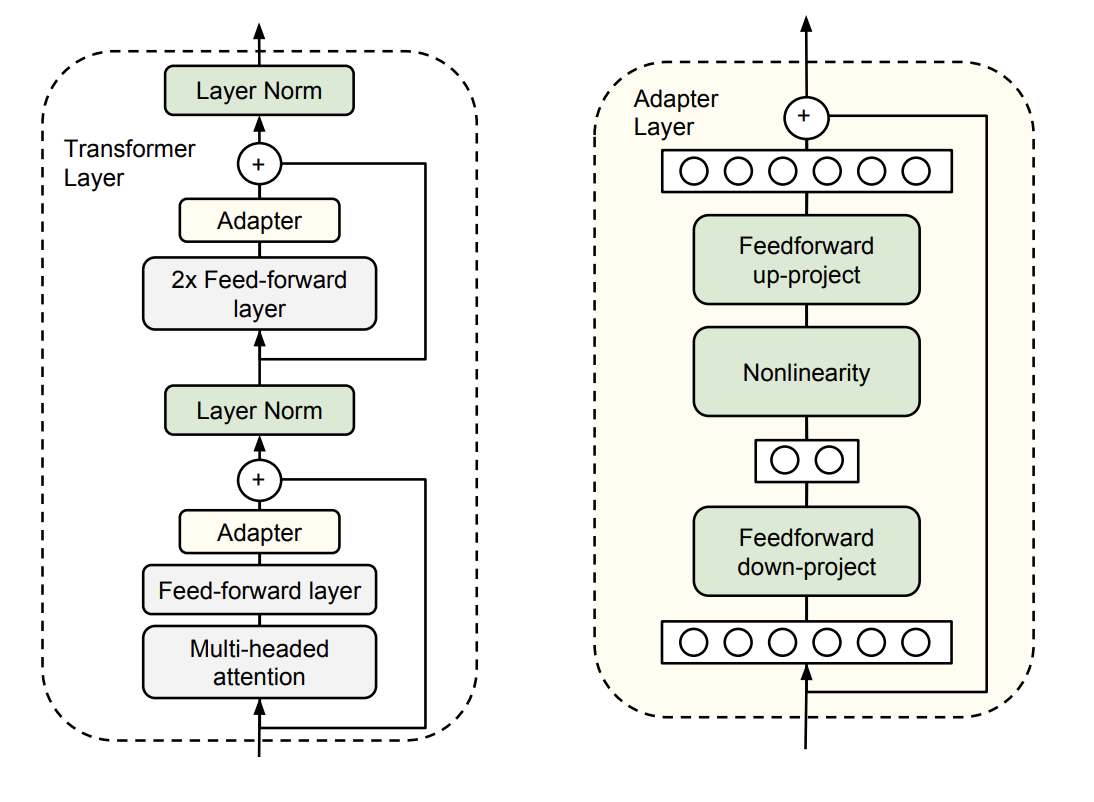 Layer Norm
Transformer
Layer
+
Adapter
2x Feed-forward
layer
Layer Norm
+
Adapter
Feed-forward layer
Multi-headed
attention
Adapter
Layer
+
Feedforward
up-project
Nonlinearity
Feedforward
down-project